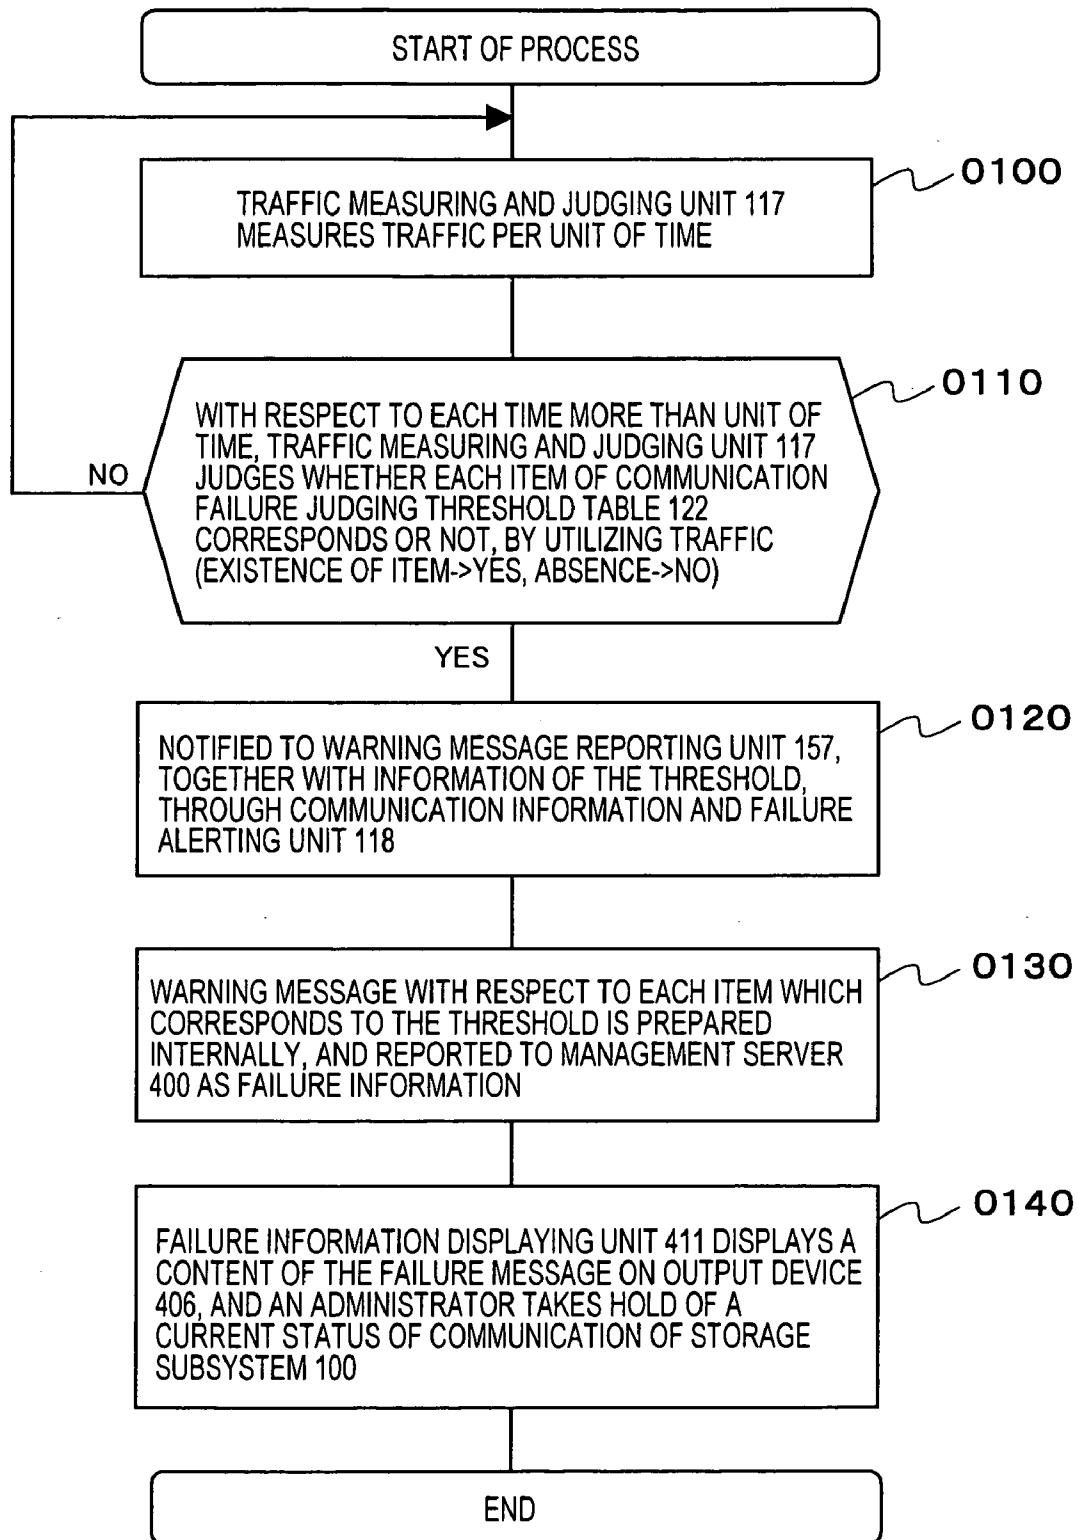 START OF PROCESS
0100
TRAFFIC MEASURING AND JUDGING UNIT 117
MEASURES TRAFFIC PER UNIT OF TIME
0110
WITH RESPECT TO EACH TIME MORE THAN UNIT OF
TIME, TRAFFIC MEASURING AND JUDGING UNIT 117
JUDGES WHETHER EACH ITEM OF COMMUNICATION
FAILURE JUDGING THRESHOLD TABLE 122
CORRESPONDS OR NOT, BY UTILIZING TRAFFIC
(EXISTENCE OF ITEM->YES, ABSENCE->NO)
NO
YES
0120
NOTIFIED TO WARNING MESSAGE REPORTING UNIT 157,
TOGETHER WITH INFORMATION OF THE THRESHOLD,
THROUGH COMMUNICATION INFORMATION AND FAILURE
ALERTING UNIT 118
0130
WARNING MESSAGE WITH RESPECT TO EACH ITEM WHICH
CORRESPONDS TO THE THRESHOLD IS PREPARED
INTERNALLY, AND REPORTED TO MANAGEMENT SERVER
400 AS FAILURE INFORMATION
0140
FAILURE INFORMATION DISPLAYING UNIT 411 DISPLAYS A
CONTENT OF THE FAILURE MESSAGE ON OUTPUT DEVICE
406, AND AN ADMINISTRATOR TAKES HOLD OF A
CURRENT STATUS OF COMMUNICATION OF STORAGE
SUBSYSTEM 100
END